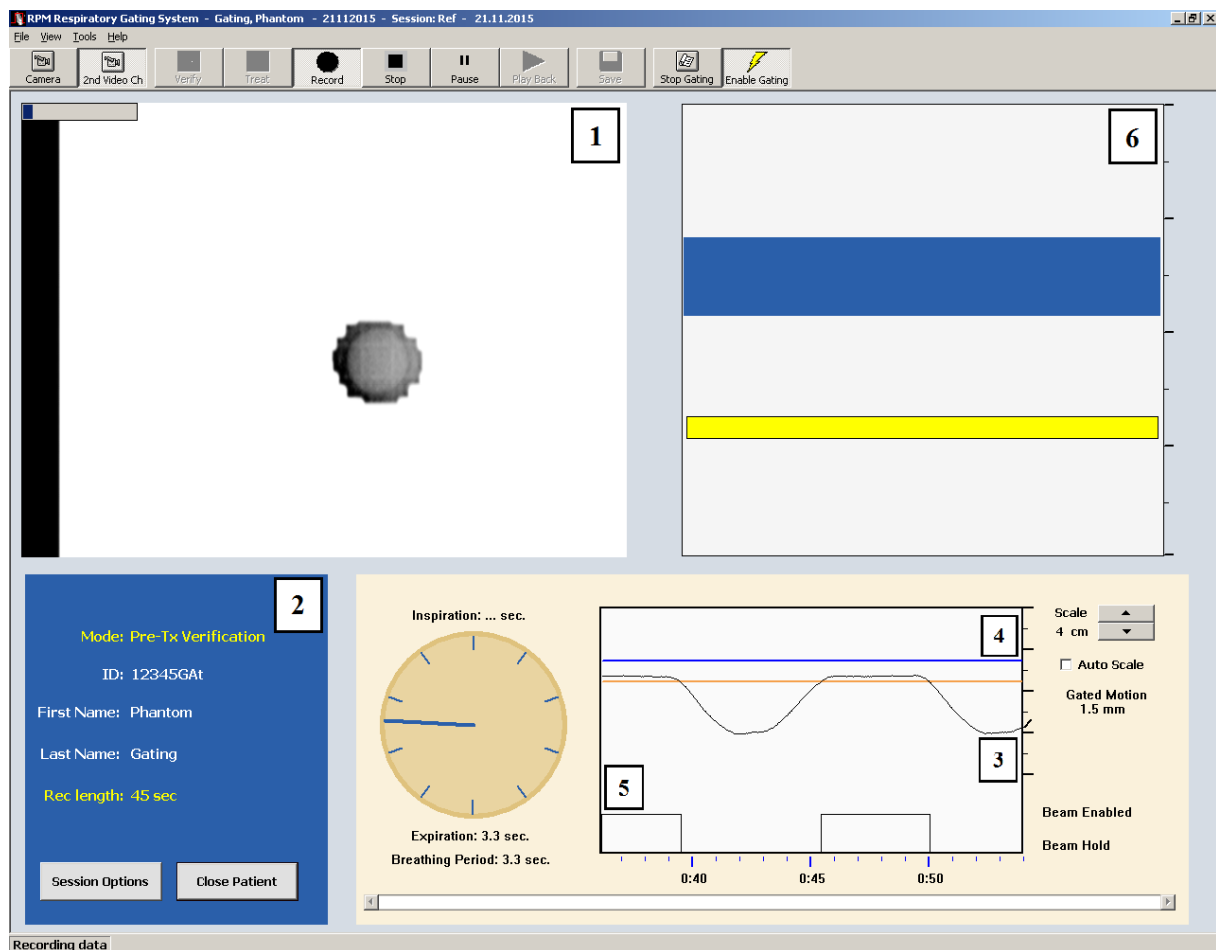 RPM Respiratory Gating System - Gating, Phantom - 21112015 - Session: Ref - 21.11.2015
File View Tools Help
Camera 2nd Video Ch Verify Treat Record Stop Pause Play Back Save Stop Gating Enable Gating
1
6
2
Mode: Pre-Tx Verification
ID: 12345GAt
First Name: Phantom
Last Name: Gating
Rec length: 45 sec
Session Options Close Patient
Inspiration: ... sec.
Expiration: 3.3 sec.
Breathing Period: 3.3 sec.
4
3
5
0:40 0:45 0:50
Scale
4 cm
Auto Scale
Gated Motion
1.5 mm
Beam Enabled
Beam Hold
Recording data